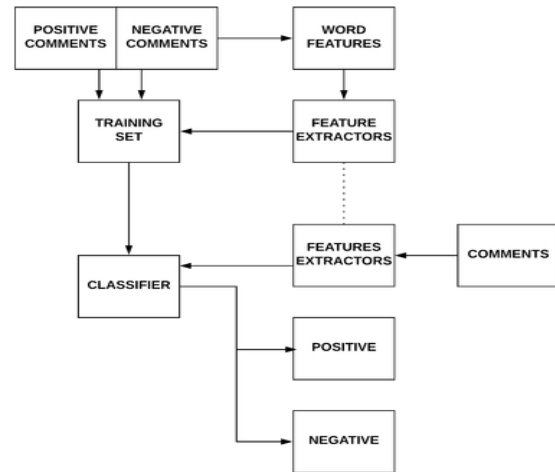 POSITIVE
COMMENTS
NEGATIVE
COMMENTS
WORD
FEATURES
TRAINING
SET
FEATURE
EXTRACTORS
FEATURES
EXTRACTORS
COMMENTS
CLASSIFIER
POSITIVE
NEGATIVE